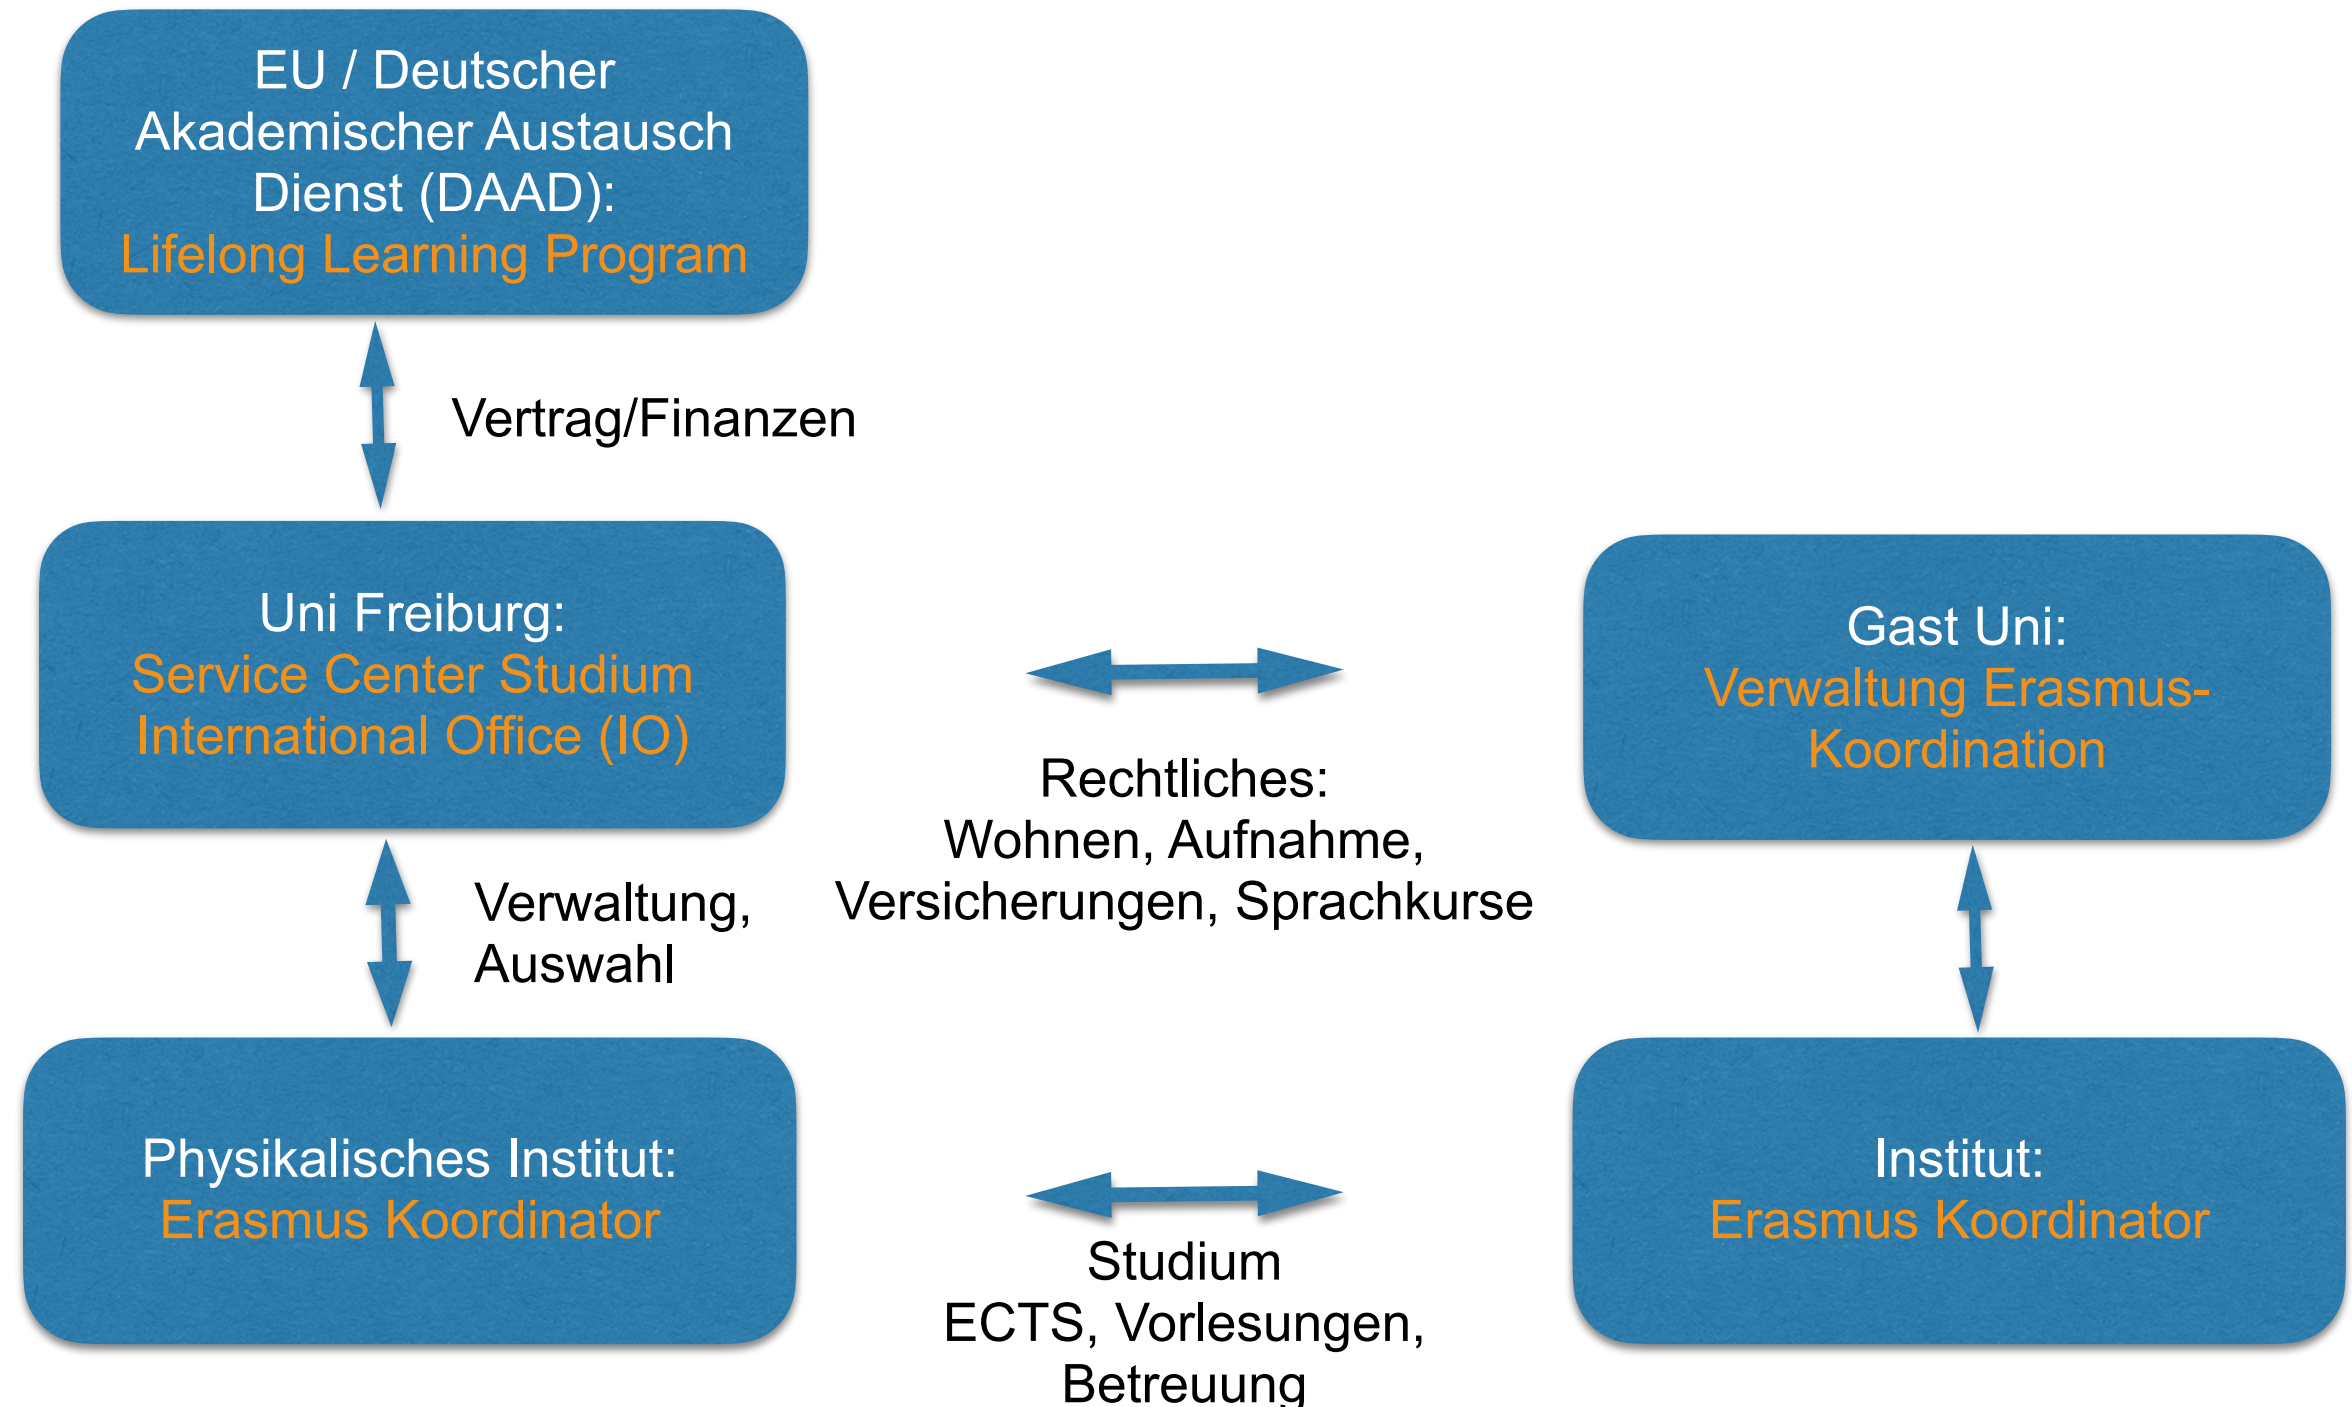 EU / Deutscher
Akademischer Austausch
Dienst (DAAD):
Lifelong Learning Program
Vertrag/Finanzen
Uni Freiburg:
Service Center Studium
International Office (IO)
Gast Uni:
Verwaltung Erasmus-
Koordination
Rechtliches:
Wohnen, Aufnahme,
Versicherungen, Sprachkurse
Verwaltung,
Auswahl
Physikalisches Institut:
Erasmus Koordinator
Institut:
Erasmus Koordinator
Studium
ECTS, Vorlesungen,
Betreuung